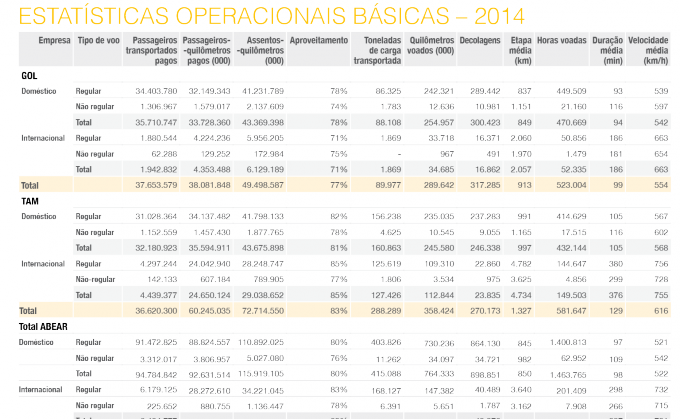 ESTATÍSTICAS OPERACIONAIS BÁSICAS – 2014
Empresa Tipo de voo Passageiros transportados pagos Passageiros-quilômetros pagos (000) Assentos-quilômetros (000) Aproveitamento Toneladas de carga transportada Quilômetros voados (000) Decolagens Etapa média (km) Horas voadas Duração média (min) Velocidade média (km/h)
GOL
Doméstico Regular 34.403.780 32.149.343 41.231.789 78% 86.325 242.321 289.442 837 449.509 93 539
Não regular 1.306.967 1.579.017 2.137.609 74% 1.783 12.636 10.981 1.151 21.160 116 597
Total 35.710.747 33.728.360 43.369.398 78% 88.108 254.957 300.423 849 470.669 94 542
Internacional Regular 1.880.544 4.224.236 5.956.205 71% 1.869 33.718 16.371 2.060 50.856 186 663
Não regular 62.288 129.252 172.984 75% - 967 491 1.970 1.479 181 654
Total 1.942.832 4.353.488 6.129.189 71% 1.869 34.685 16.862 2.057 52.335 186 663
Total 37.653.579 38.081.848 49.498.587 77% 89.977 289.642 317.285 913 523.004 99 554
TAM
Doméstico Regular 31.028.364 34.137.482 41.798.133 82% 156.238 235.035 237.283 991 414.629 105 567
Não regular 1.152.559 1.457.430 1.877.765 78% 4.625 10.545 9.055 1.165 17.515 116 602
Total 32.180.923 35.594.911 43.675.898 81% 160.863 245.580 246.338 997 432.144 105 568
Internacional Regular 4.297.244 24.042.940 28.248.747 85% 125.619 109.310 22.860 4.782 144.647 380 756
Não-regular 142.133 607.184 789.905 77% 1.806 3.534 975 3.625 4.856 299 728
Total 4.439.377 24.650.124 29.038.652 85% 127.426 112.844 23.835 4.734 149.503 376 755
Total 36.620.300 60.245.035 72.714.550 83% 288.289 358.424 270.173 1.327 581.647 129 616
Total ABEAR
Doméstico Regular 91.472.825 88.824.557 110.892.025 80% 403.826 730.236 864.130 845 1.400.813 97 521
Não regular 3.312.017 3.806.957 5.027.080 76% 11.262 34.097 34.721 982 62.952 109 542
Total 94.784.842 92.631.514 115.919.105 80% 415.088 764.333 898.851 850 1.463.765 98 522
Internacional Regular 6.179.125 28.272.610 34.221.045 83% 168.127 147.382 40.489 3.640 201.409 298 732
Não regular 225.652 880.755 1.136.447 78% 6.391 5.651 1.787 3.162 7.908 266 715